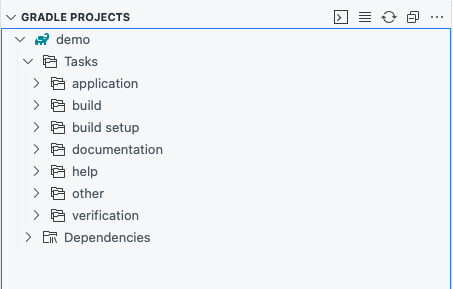 GRADLE PROJECTS
demo
Tasks
application
build
build setup
documentation
help
other
verification
Dependencies